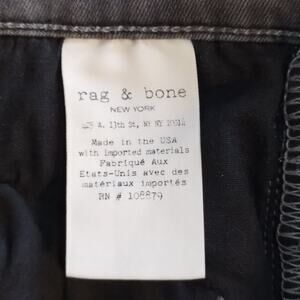 rag & bone
NEW YORK
425 W. 13th St, NY NY 10014
Made in the USA
with imported materials
Fabriqué Aux
Etats-Unis avec des
matériaux importés
RN # 108879